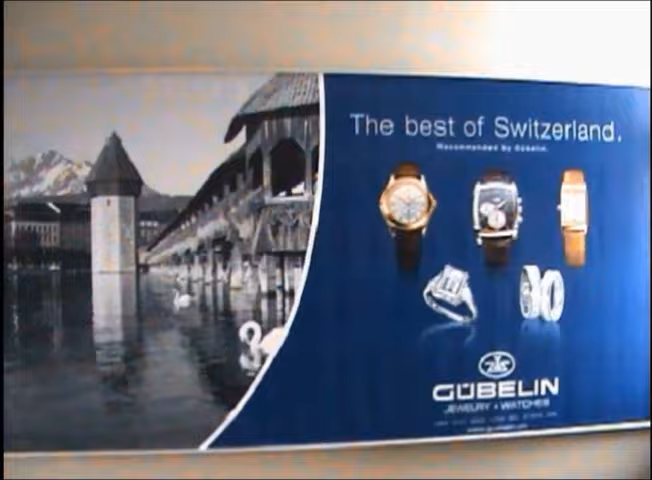 The best of Switzerland.
Recommended by Gübelin.
GÜBELIN
JEWELRY • WATCHES